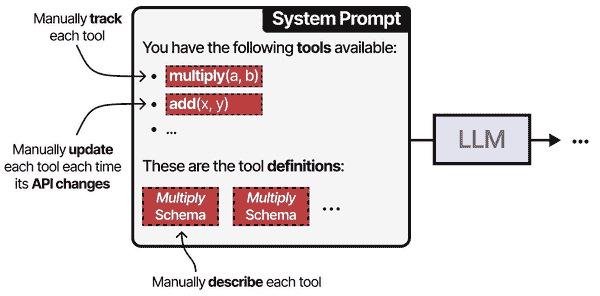 System Prompt
Manually track
each tool
You have the following tools available:
• multiply(a, b)
• add(x, y)
• ...
Manually update
each tool each time
its API changes
These are the tool definitions:
Multiply
Schema
Multiply
Schema
...
LLM
...
Manually describe each tool